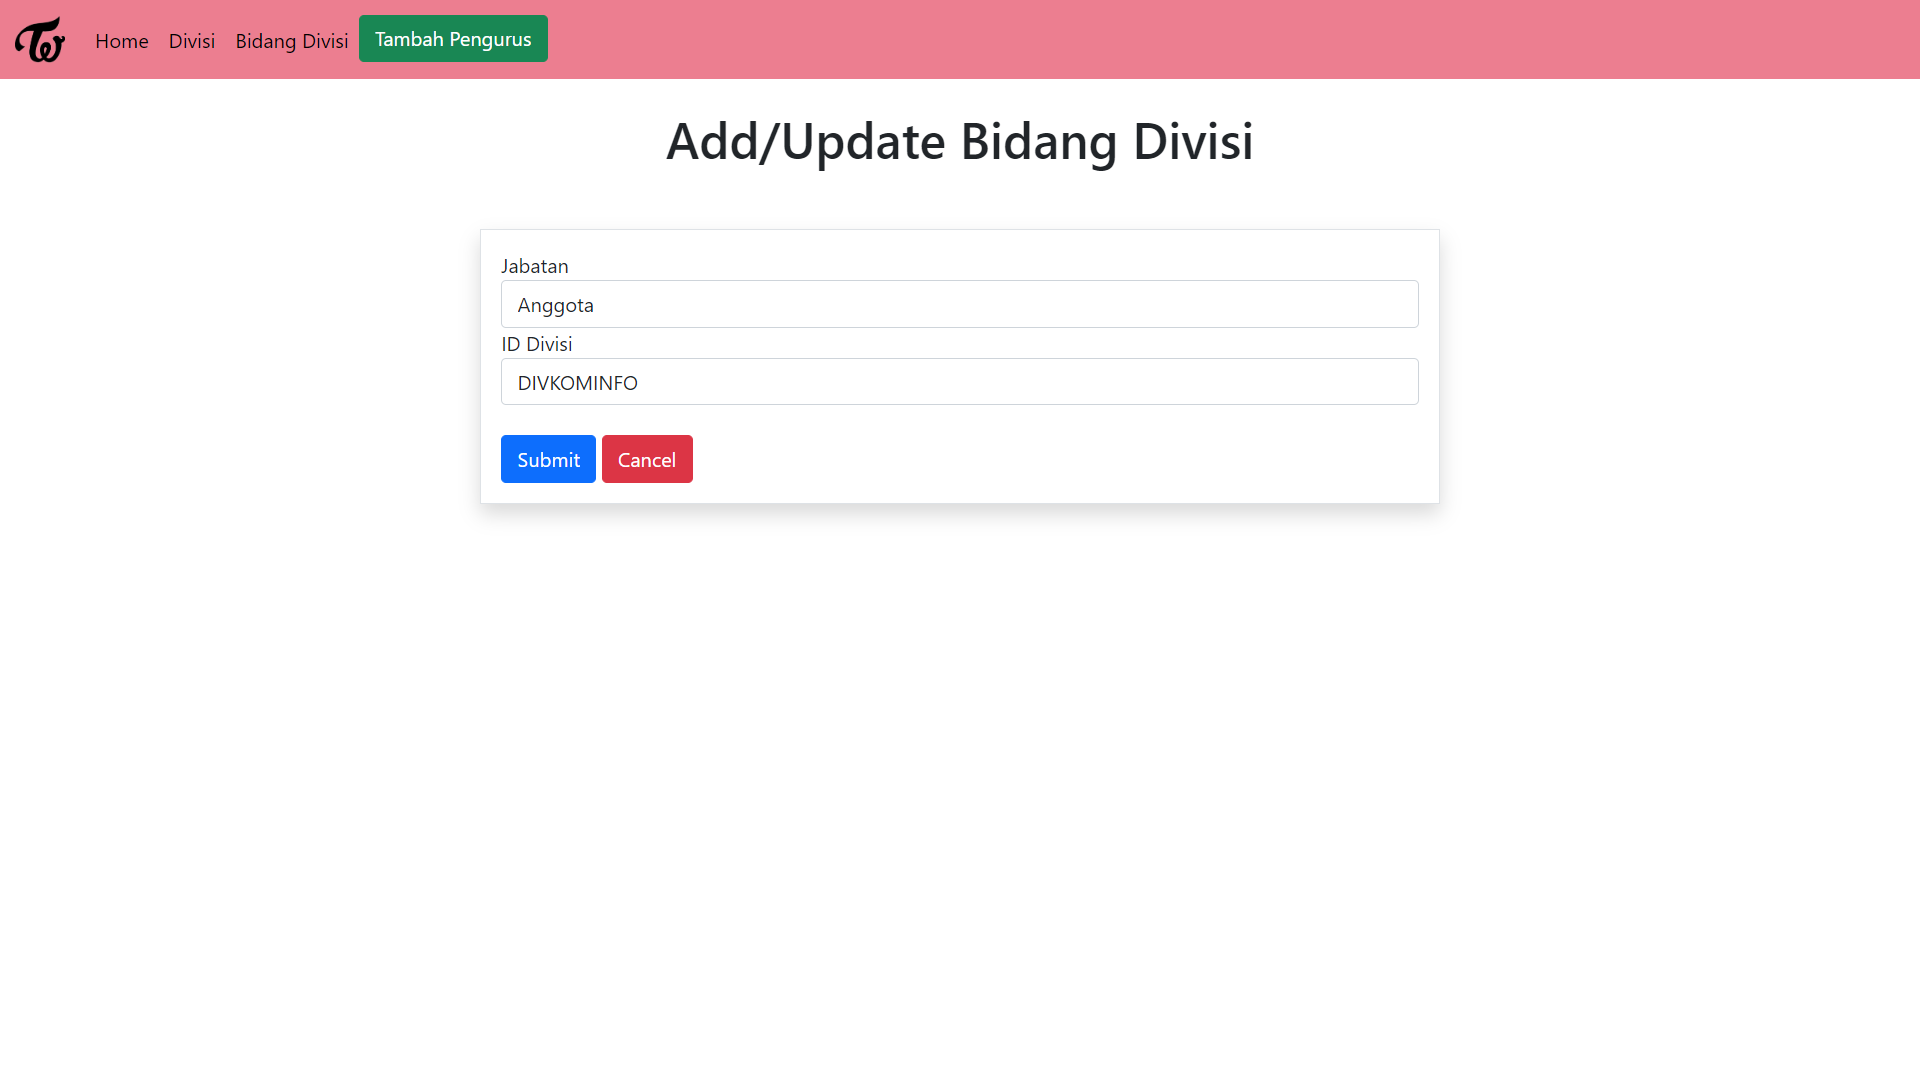 Tw
Home Divisi Bidang Divisi Tambah Pengurus
Add/Update Bidang Divisi
Jabatan
Anggota
ID Divisi
DIVKOMINFO
Submit Cancel